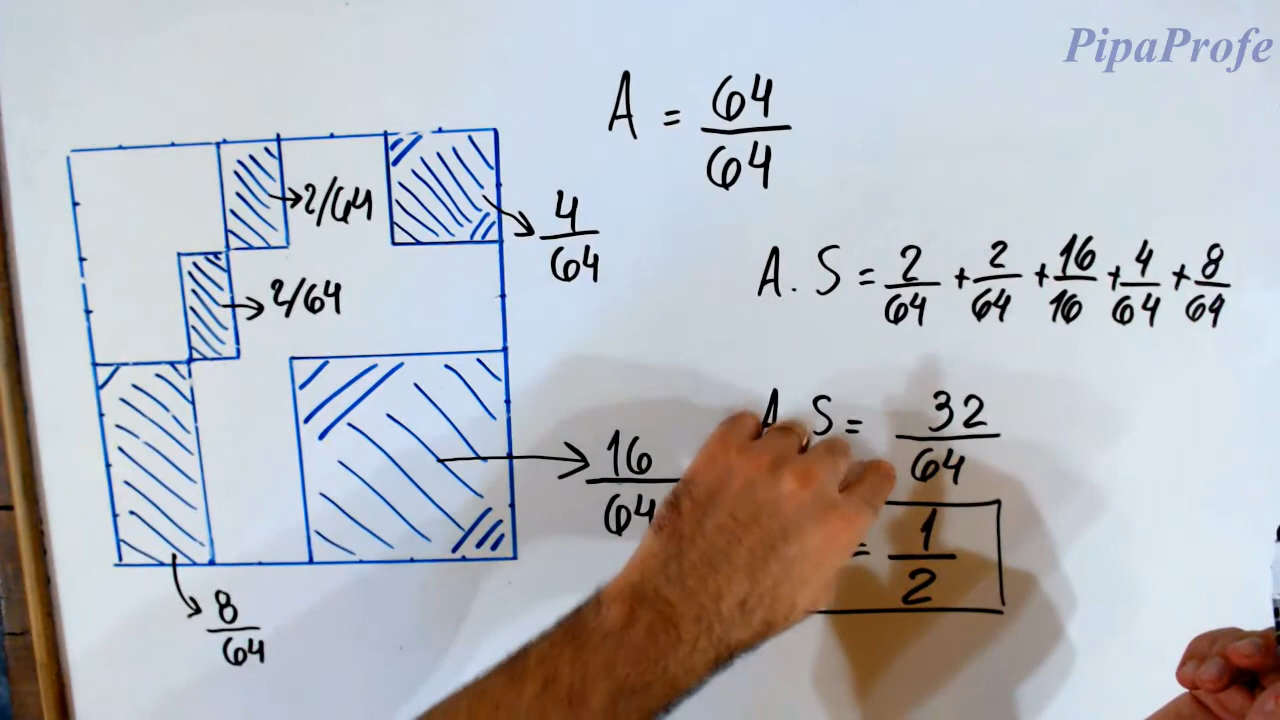 PipaProfe
A = 64/64
2/64
4/64
2/64
A.S = 2/64 + 2/64 + 16/16 + 4/64 + 8/64
A.S = 32/64
16/64
= 1/2
8/64